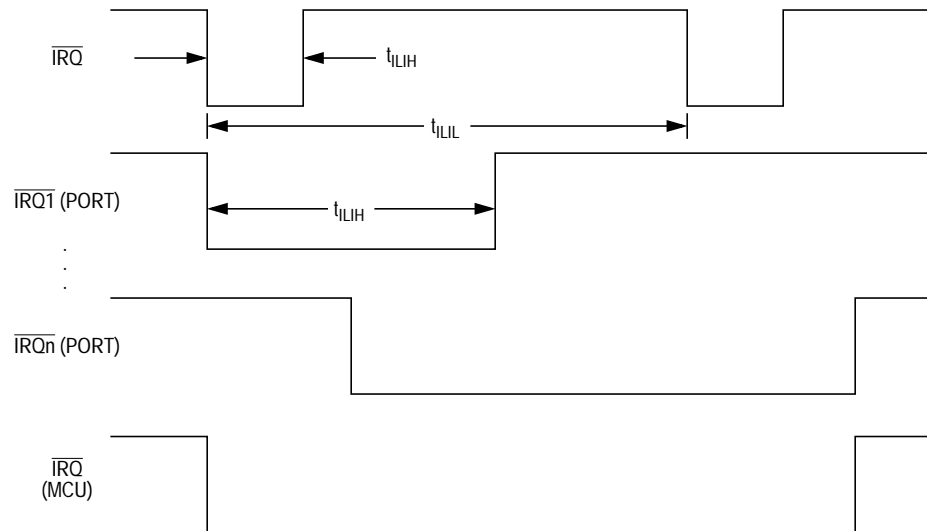 IRQ
tILIH
tILIL
IRQ1 (PORT)
tILIH
.
.
.
IRQn (PORT)
IRQ
(MCU)